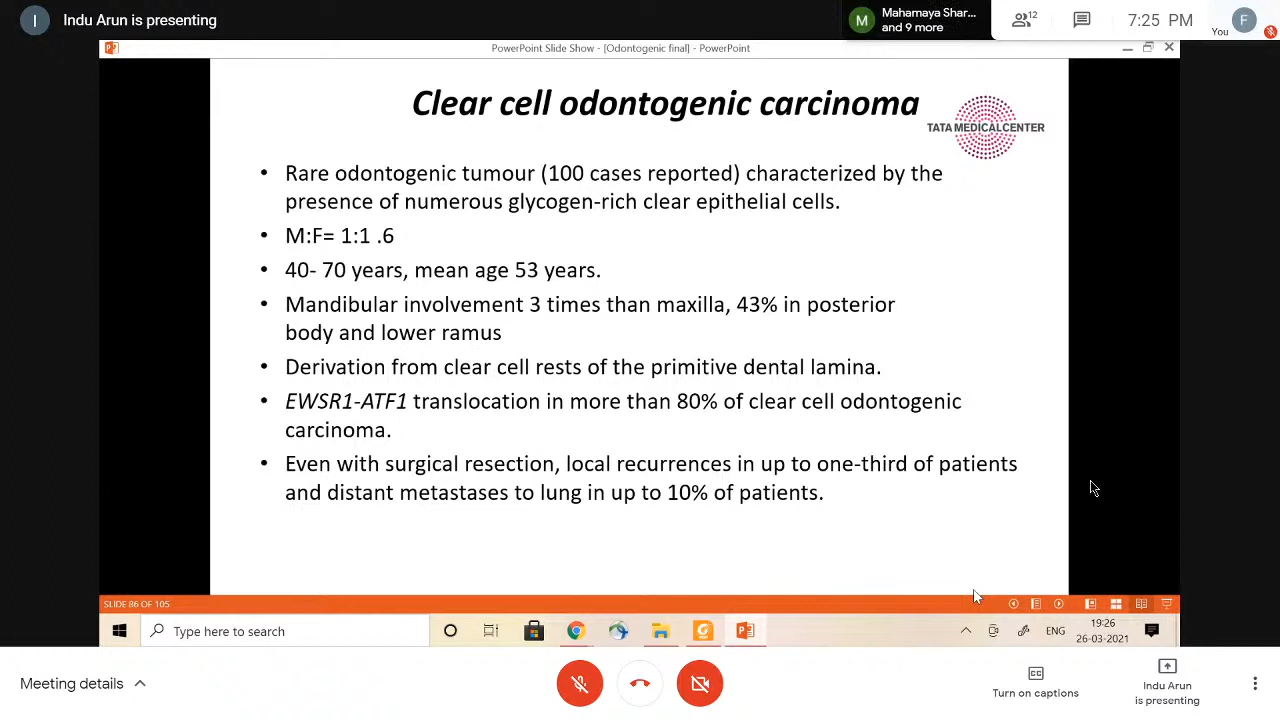 I Indu Arun is presenting
M Mahamaya Shar...
and 9 more
12
7:25 PM
You
F
PowerPoint Slide Show - [Odontogenic final] - PowerPoint
Clear cell odontogenic carcinoma
TATA MEDICAL CENTER
• Rare odontogenic tumour (100 cases reported) characterized by the
presence of numerous glycogen-rich clear epithelial cells.
• M:F= 1:1 .6
• 40- 70 years, mean age 53 years.
• Mandibular involvement 3 times than maxilla, 43% in posterior
body and lower ramus
• Derivation from clear cell rests of the primitive dental lamina.
• EWSR1-ATF1 translocation in more than 80% of clear cell odontogenic
carcinoma.
• Even with surgical resection, local recurrences in up to one-third of patients
and distant metastases to lung in up to 10% of patients.
SLIDE 86 OF 105
Type here to search
ENG
19:26
26-03-2021
Meeting details
CC
Turn on captions
Indu Arun
is presenting